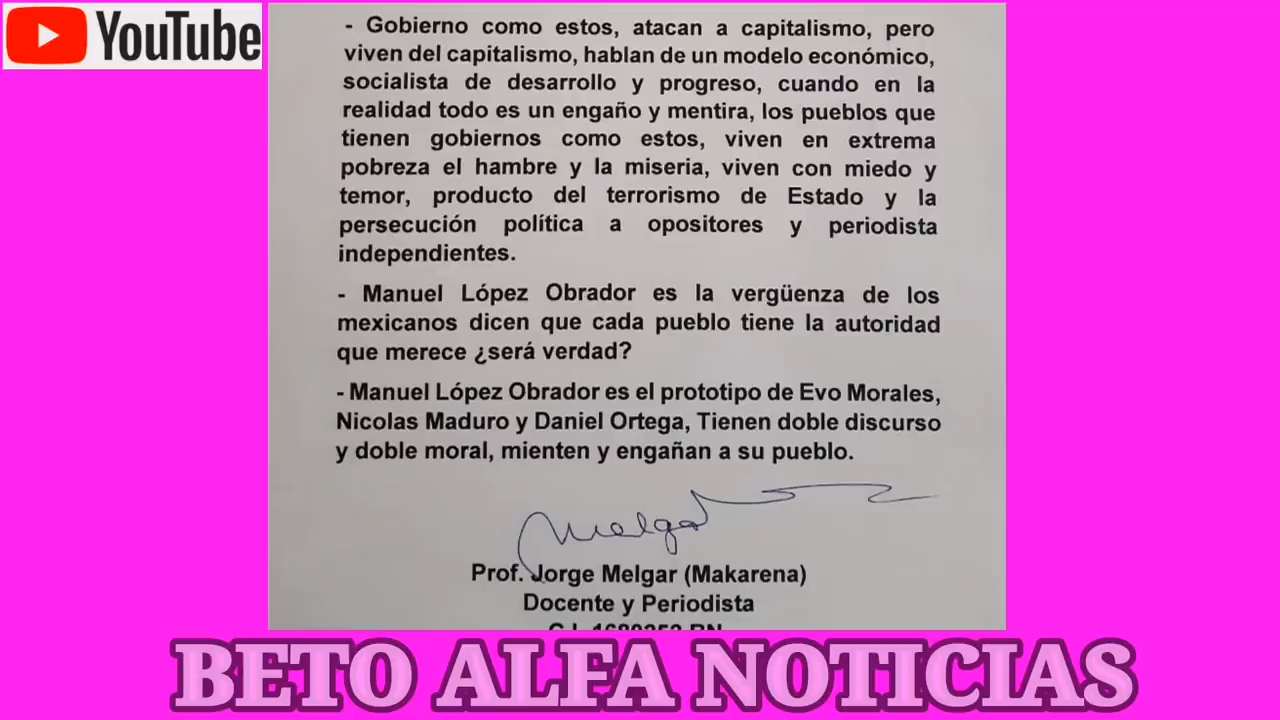 YouTube
- Gobierno como estos, atacan a capitalismo, pero
viven del capitalismo, hablan de un modelo económico,
socialista de desarrollo y progreso, cuando en la
realidad todo es un engaño y mentira, los pueblos que
tienen gobiernos como estos, viven en extrema
pobreza el hambre y la miseria, viven con miedo y
temor, producto del terrorismo de Estado y la
persecución política a opositores y periodista
independientes.
- Manuel López Obrador es la vergüenza de los
mexicanos dicen que cada pueblo tiene la autoridad
que merece ¿será verdad?
- Manuel López Obrador es el prototipo de Evo Morales,
Nicolas Maduro y Daniel Ortega, Tienen doble discurso
y doble moral, mienten y engañan a su pueblo.
Melgar
Prof. Jorge Melgar (Makarena)
Docente y Periodista
BETO ALFA NOTICIAS